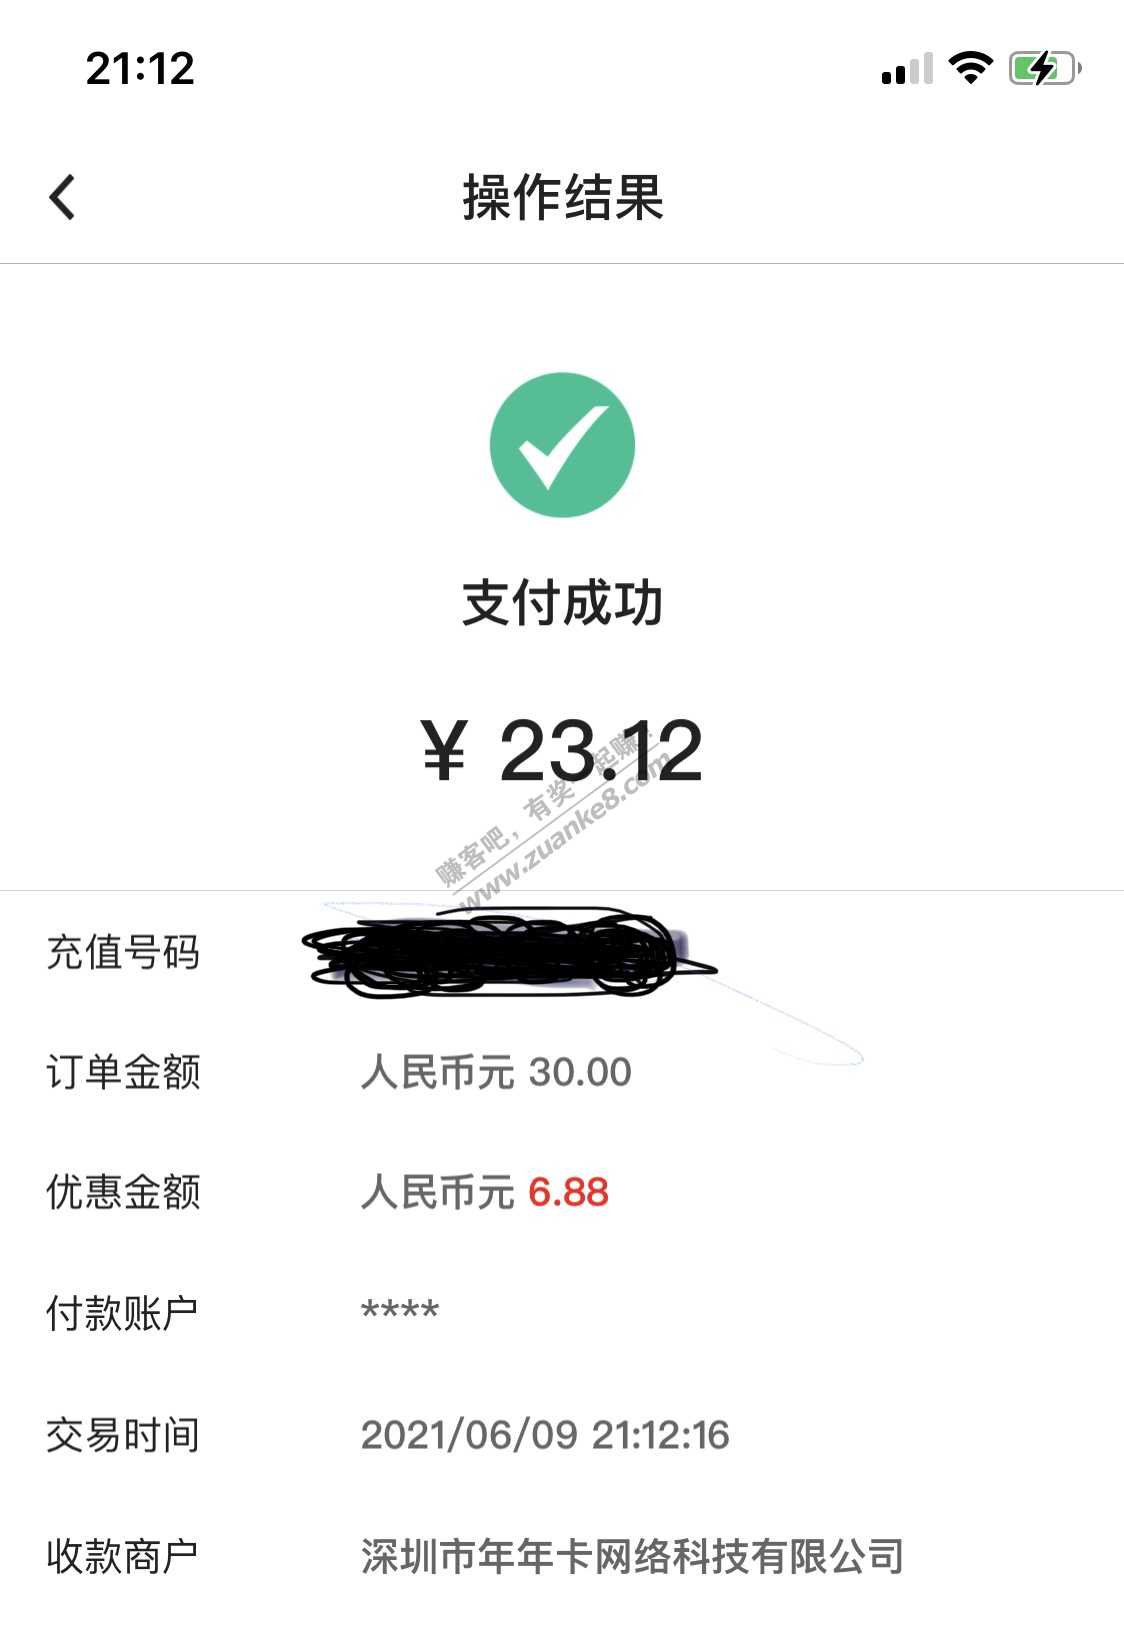 21:12
操作结果
支付成功
¥ 23.12
赚客吧，有奖一起赚！
www.zuanke8.com
充值号码
订单金额 人民币元 30.00
优惠金额 人民币元 6.88
付款账户 ****
交易时间 2021/06/09 21:12:16
收款商户 深圳市年年卡网络科技有限公司